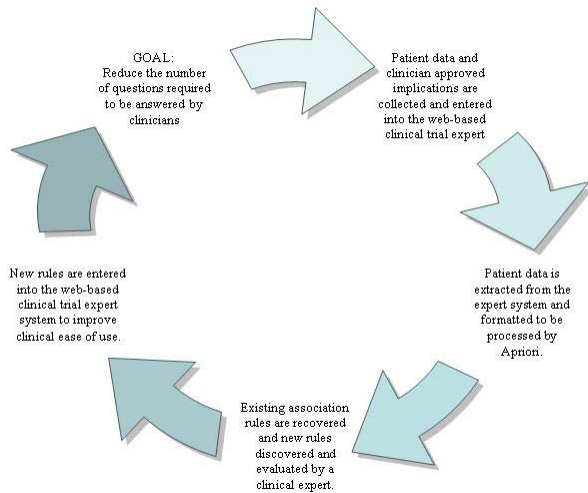 GOAL:
Reduce the number
of questions required
to be answered by
clinicians
Patient data and
clinician approved
implications are
collected and entered
into the web-based
clinical trial expert
Patient data is
extracted from the
expert system and
formatted to be
processed by
Apriori.
Existing association
rules are recovered
and new rules
discovered and
evaluated by a
clinical expert.
New rules are entered
into the web-based
clinical trial expert
system to improve
clinical ease of use.